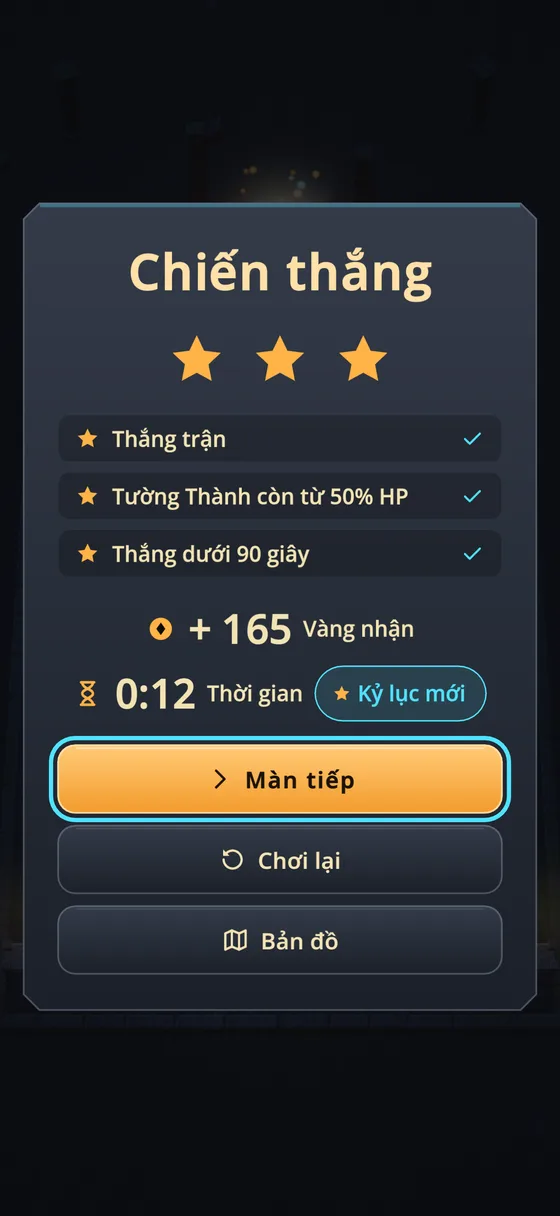 Chiến thắng
Thắng trận
Tường Thành còn từ 50% HP
Thắng dưới 90 giây
+ 165 Vàng nhận
0:12 Thời gian Kỷ lục mới
Màn tiếp
Chơi lại
Bản đồ